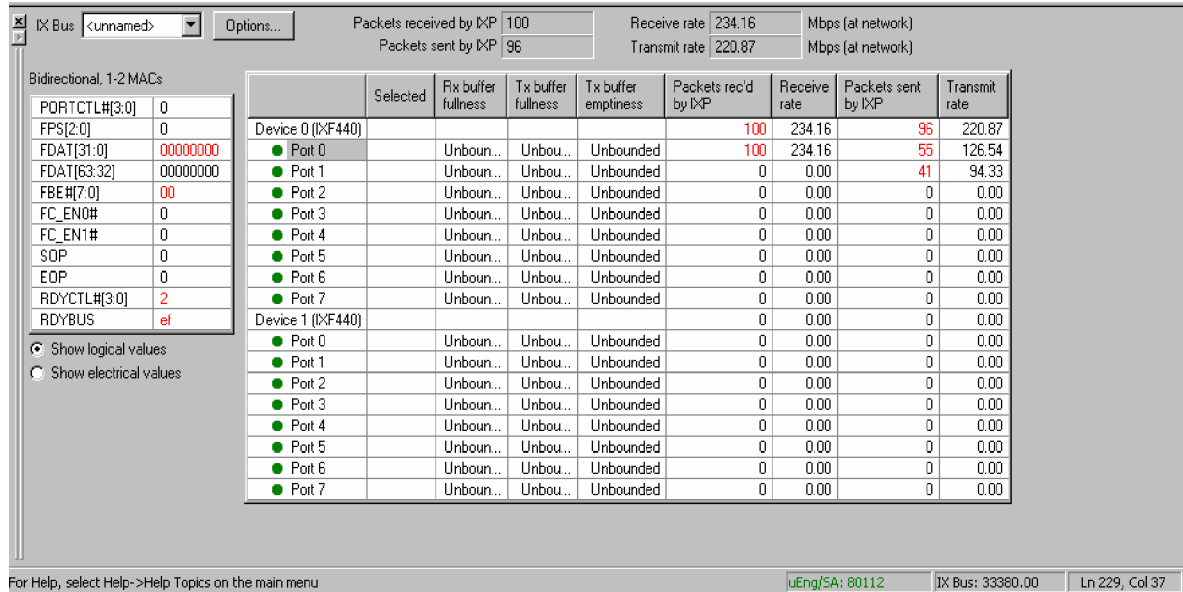 IX Bus <unnamed> Options... Packets received by IXP 100 Receive rate 234.16 Mbps (at network)
Packets sent by IXP 96 Transmit rate 220.87 Mbps (at network)
Bidirectional, 1-2 MACs
PORTCTL#[3:0] 0
FPS[2:0] 0
FDAT[31:0] 00000000
FDAT[63:32] 00000000
FBE#[7:0] 00
FC_EN0# 0
FC_EN1# 0
SOP 0
EOP 0
RDYCTL#[3:0] 2
RDYBUS ef
Show logical values
Show electrical values
Selected Rx buffer fullness Tx buffer fullness Tx buffer emptiness Packets rec'd by IXP Receive rate Packets sent by IXP Transmit rate
Device 0 (IXF440) 100 234.16 96 220.87
Port 0 Unboun... Unbou... Unbounded 100 234.16 55 126.54
Port 1 Unboun... Unbou... Unbounded 0 0.00 41 94.33
Port 2 Unboun... Unbou... Unbounded 0 0.00 0 0.00
Port 3 Unboun... Unbou... Unbounded 0 0.00 0 0.00
Port 4 Unboun... Unbou... Unbounded 0 0.00 0 0.00
Port 5 Unboun... Unbou... Unbounded 0 0.00 0 0.00
Port 6 Unboun... Unbou... Unbounded 0 0.00 0 0.00
Port 7 Unboun... Unbou... Unbounded 0 0.00 0 0.00
Device 1 (IXF440) 0 0.00 0 0.00
Port 0 Unboun... Unbou... Unbounded 0 0.00 0 0.00
Port 1 Unboun... Unbou... Unbounded 0 0.00 0 0.00
Port 2 Unboun... Unbou... Unbounded 0 0.00 0 0.00
Port 3 Unboun... Unbou... Unbounded 0 0.00 0 0.00
Port 4 Unboun... Unbou... Unbounded 0 0.00 0 0.00
Port 5 Unboun... Unbou... Unbounded 0 0.00 0 0.00
Port 6 Unboun... Unbou... Unbounded 0 0.00 0 0.00
Port 7 Unboun... Unbou... Unbounded 0 0.00 0 0.00
For Help, select Help->Help Topics on the main menu uEng/SA: 80112 IX Bus: 33380.00 Ln 229, Col 37